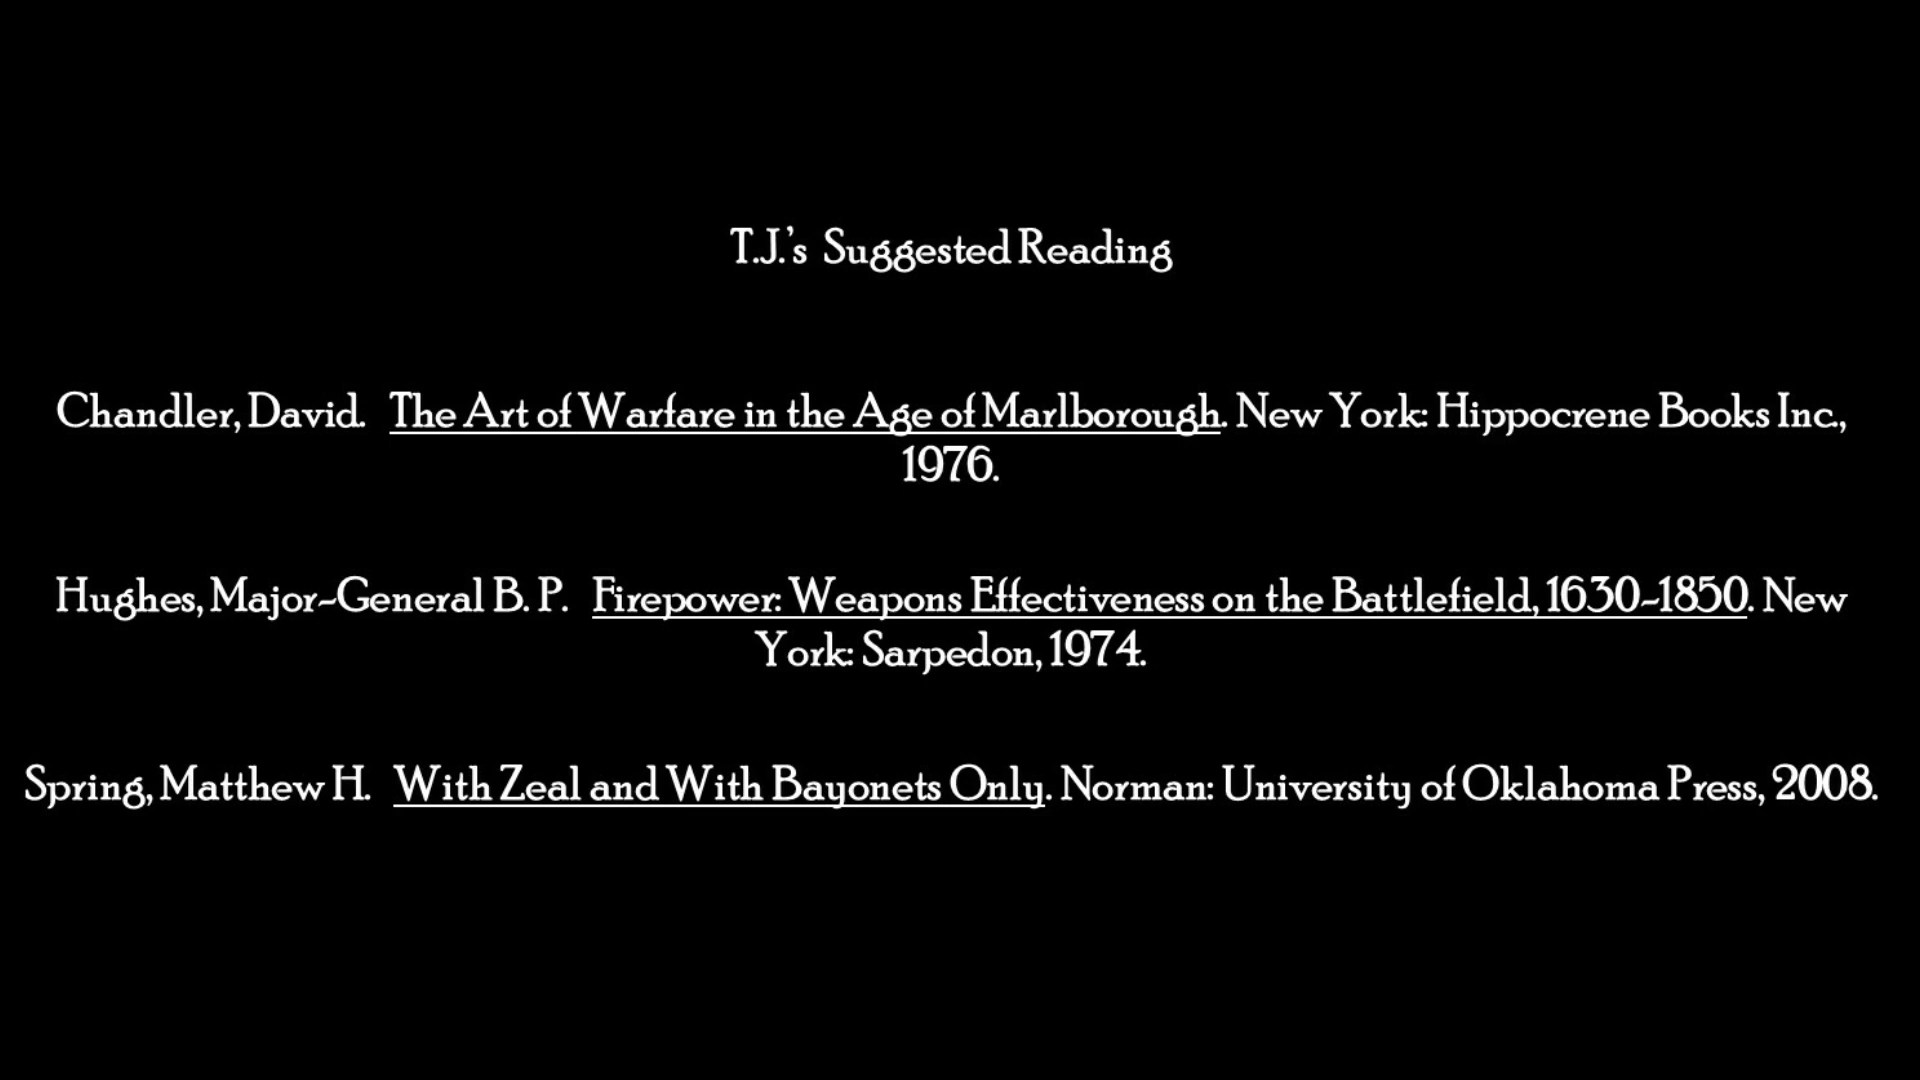 T.J.'s Suggested Reading
Chandler, David. The Art of Warfare in the Age of Marlborough. New York: Hippocrene Books Inc.,
1976.
Hughes, Major-General B. P. Firepower: Weapons Effectiveness on the Battlefield, 1630-1850. New
York: Sarpedon, 1974.
Spring, Matthew H. With Zeal and With Bayonets Only. Norman: University of Oklahoma Press, 2008.